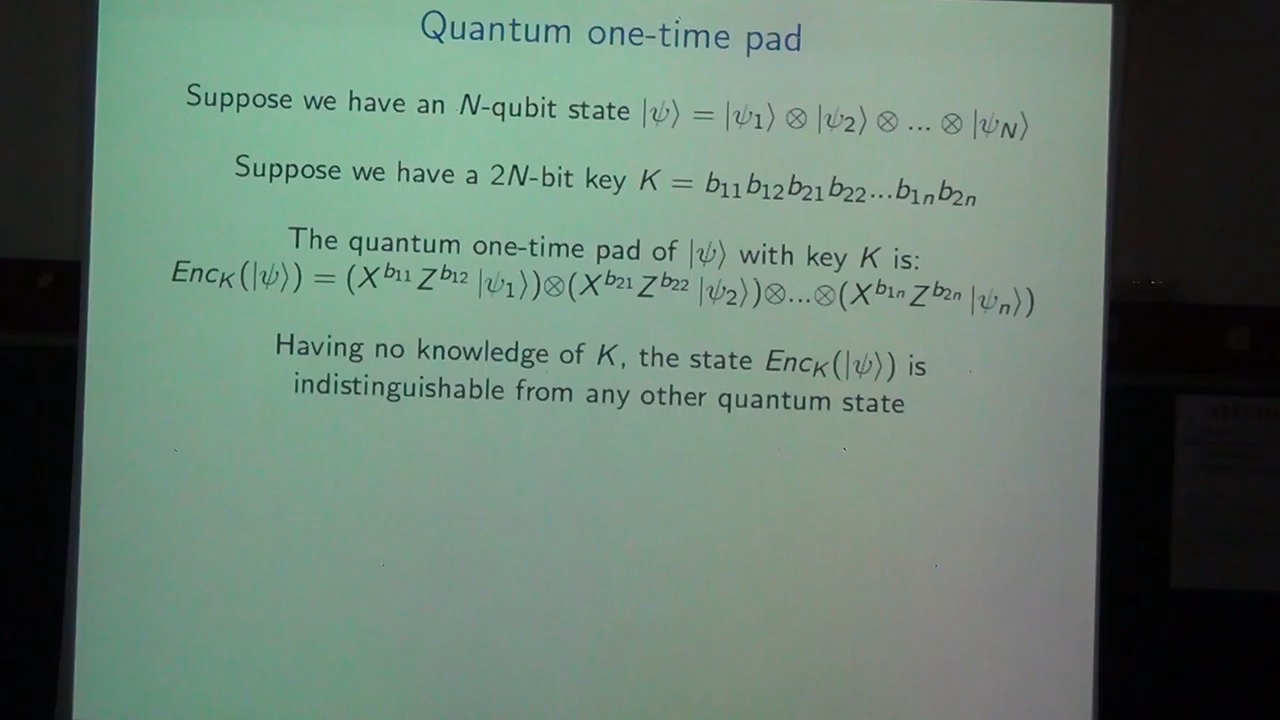 Quantum one-time pad
Suppose we have an N-qubit state |ψ⟩ = |ψ₁⟩ ⊗ |ψ₂⟩ ⊗ ... ⊗ |ψ_N⟩
Suppose we have a 2N-bit key K = b₁₁b₁₂b₂₁b₂₂...b₁ₙb₂ₙ
The quantum one-time pad of |ψ⟩ with key K is:
Enc_K(|ψ⟩) = (X^{b₁₁} Z^{b₁₂} |ψ₁⟩)⊗(X^{b₂₁} Z^{b₂₂} |ψ₂⟩)⊗...⊗(X^{b₁ₙ} Z^{b₂ₙ} |ψₙ⟩)
Having no knowledge of K, the state Enc_K(|ψ⟩) is
indistinguishable from any other quantum state